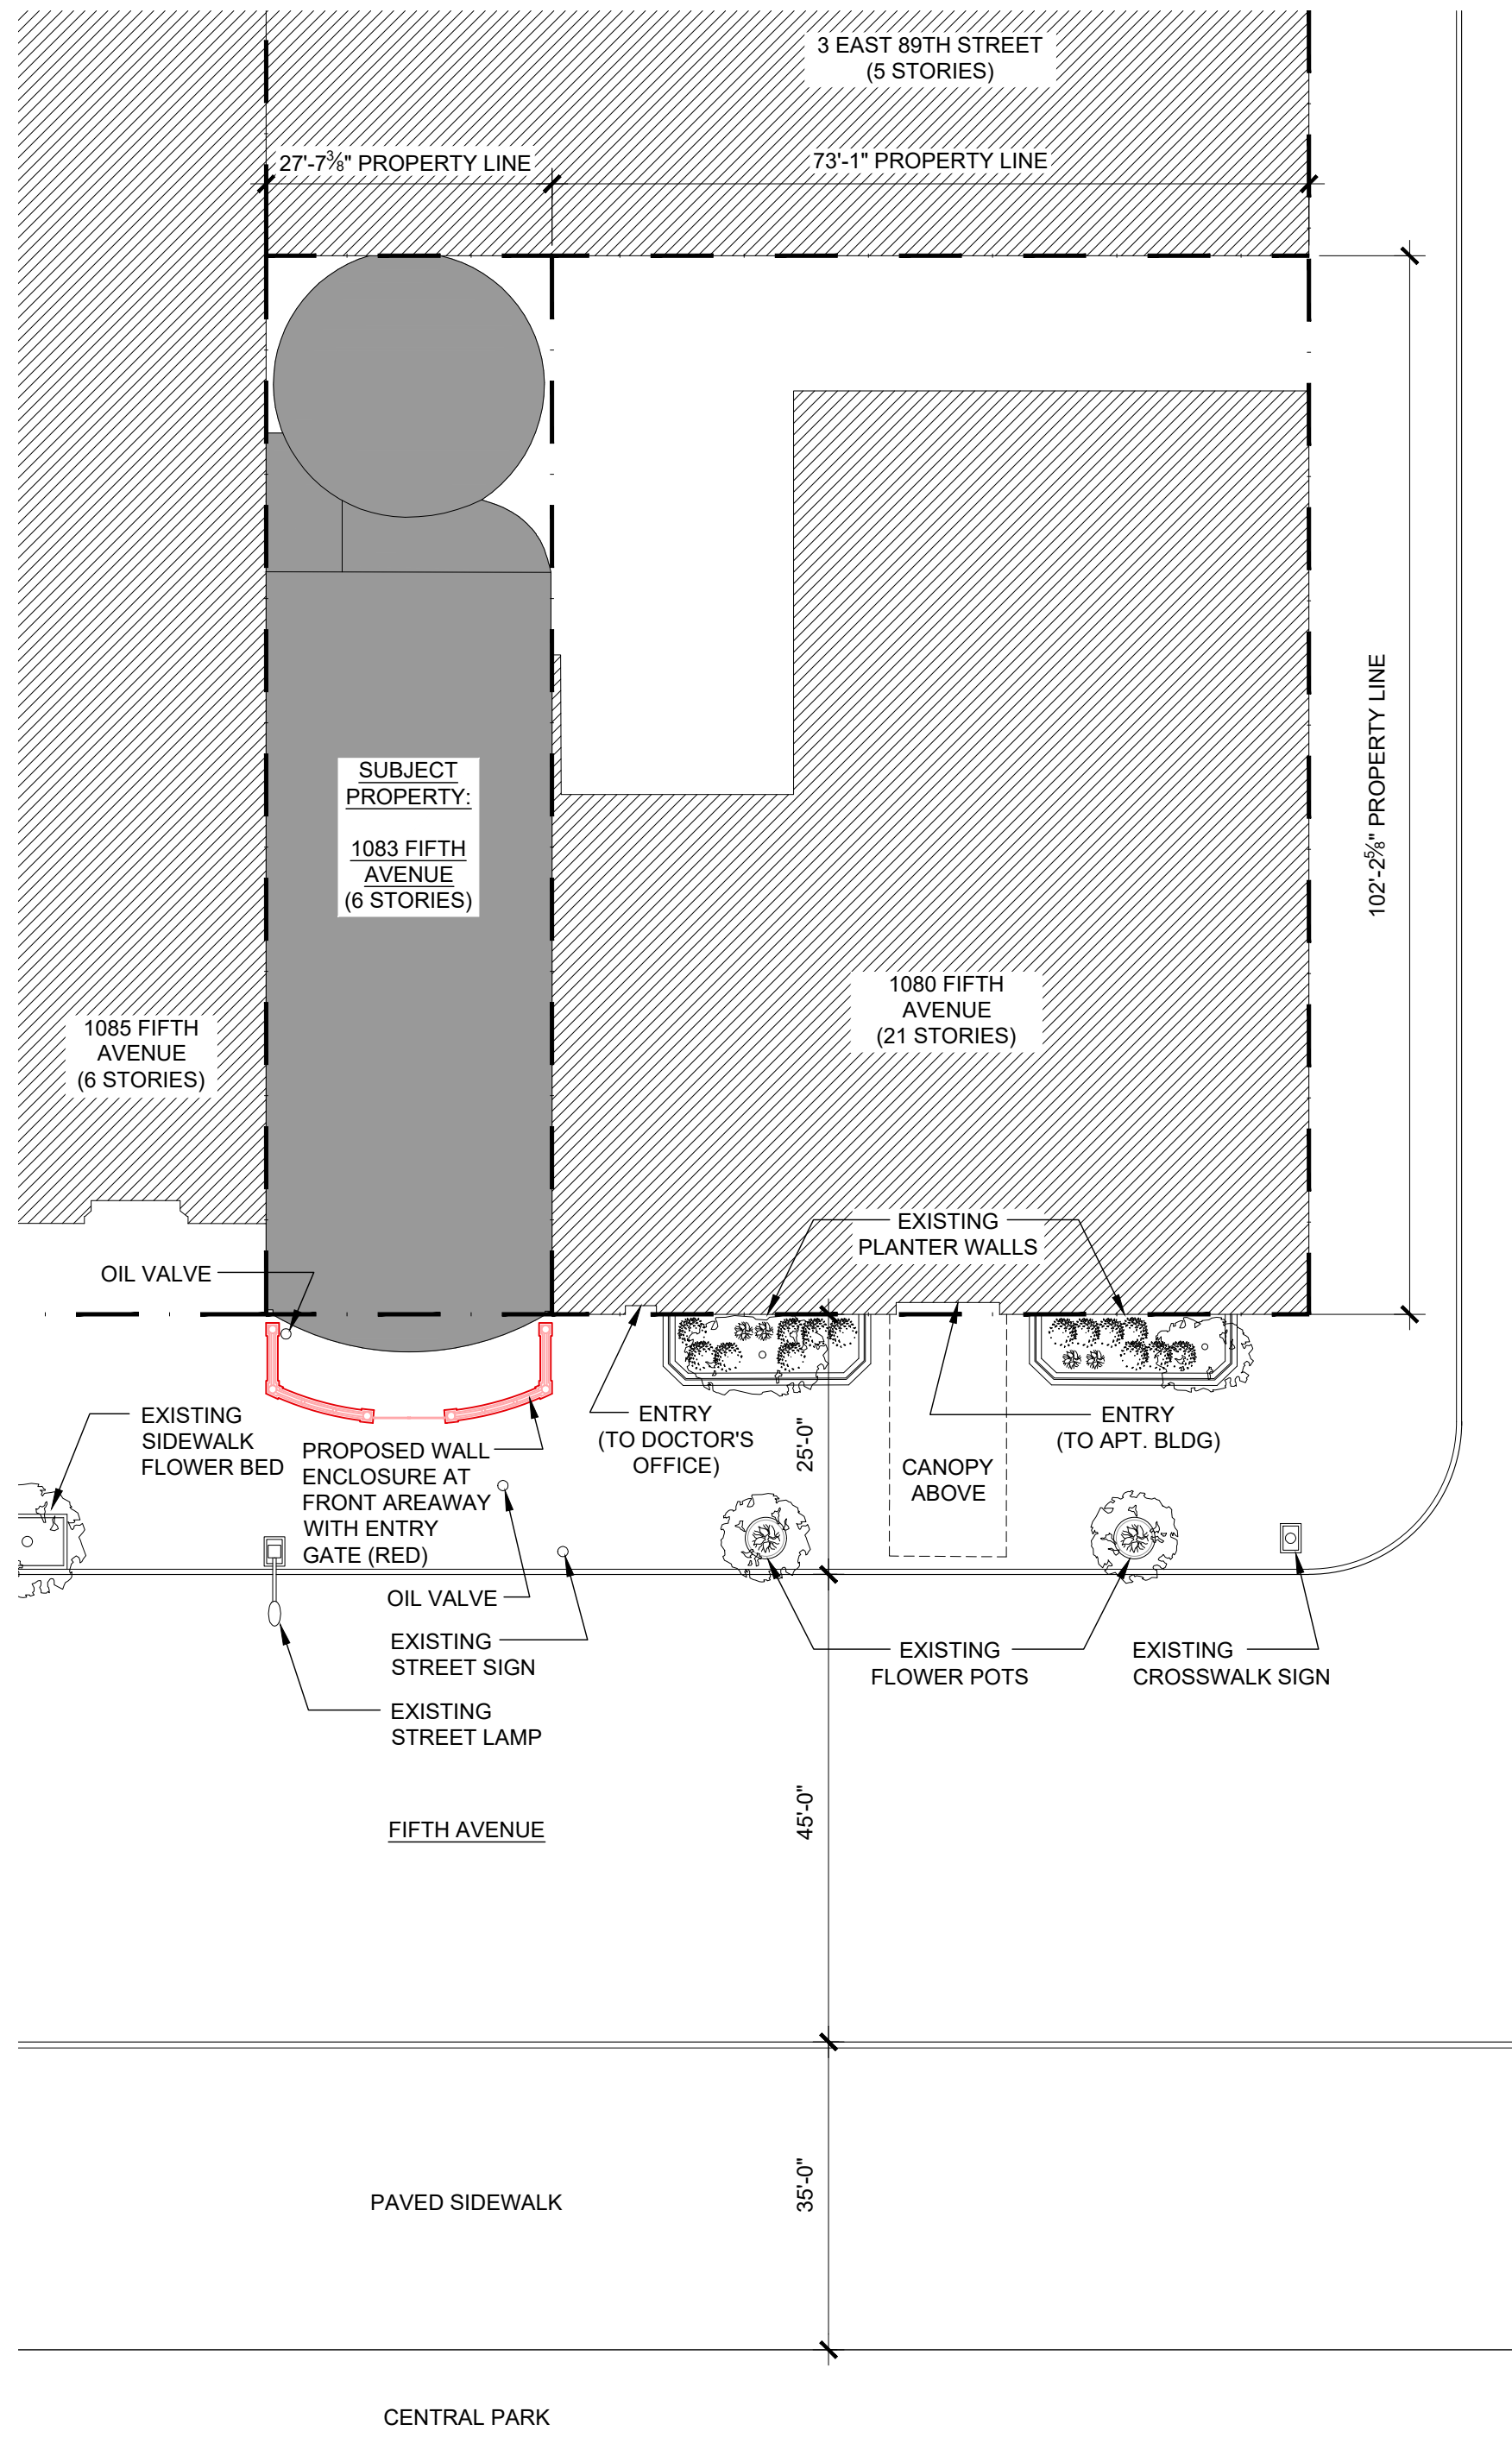 3 EAST 89TH STREET
(5 STORIES)
27'-7⅜" PROPERTY LINE
73'-1" PROPERTY LINE
102'-2⅝" PROPERTY LINE
SUBJECT
PROPERTY:
1083 FIFTH
AVENUE
(6 STORIES)
1080 FIFTH
AVENUE
(21 STORIES)
1085 FIFTH
AVENUE
(6 STORIES)
EXISTING
PLANTER WALLS
OIL VALVE
EXISTING
SIDEWALK
FLOWER BED
PROPOSED WALL
ENCLOSURE AT
FRONT AREAWAY
WITH ENTRY
GATE (RED)
ENTRY
(TO DOCTOR'S
OFFICE)
25'-0"
CANOPY
ABOVE
ENTRY
(TO APT. BLDG)
OIL VALVE
EXISTING
STREET SIGN
EXISTING
FLOWER POTS
EXISTING
CROSSWALK SIGN
EXISTING
STREET LAMP
45'-0"
FIFTH AVENUE
35'-0"
PAVED SIDEWALK
CENTRAL PARK